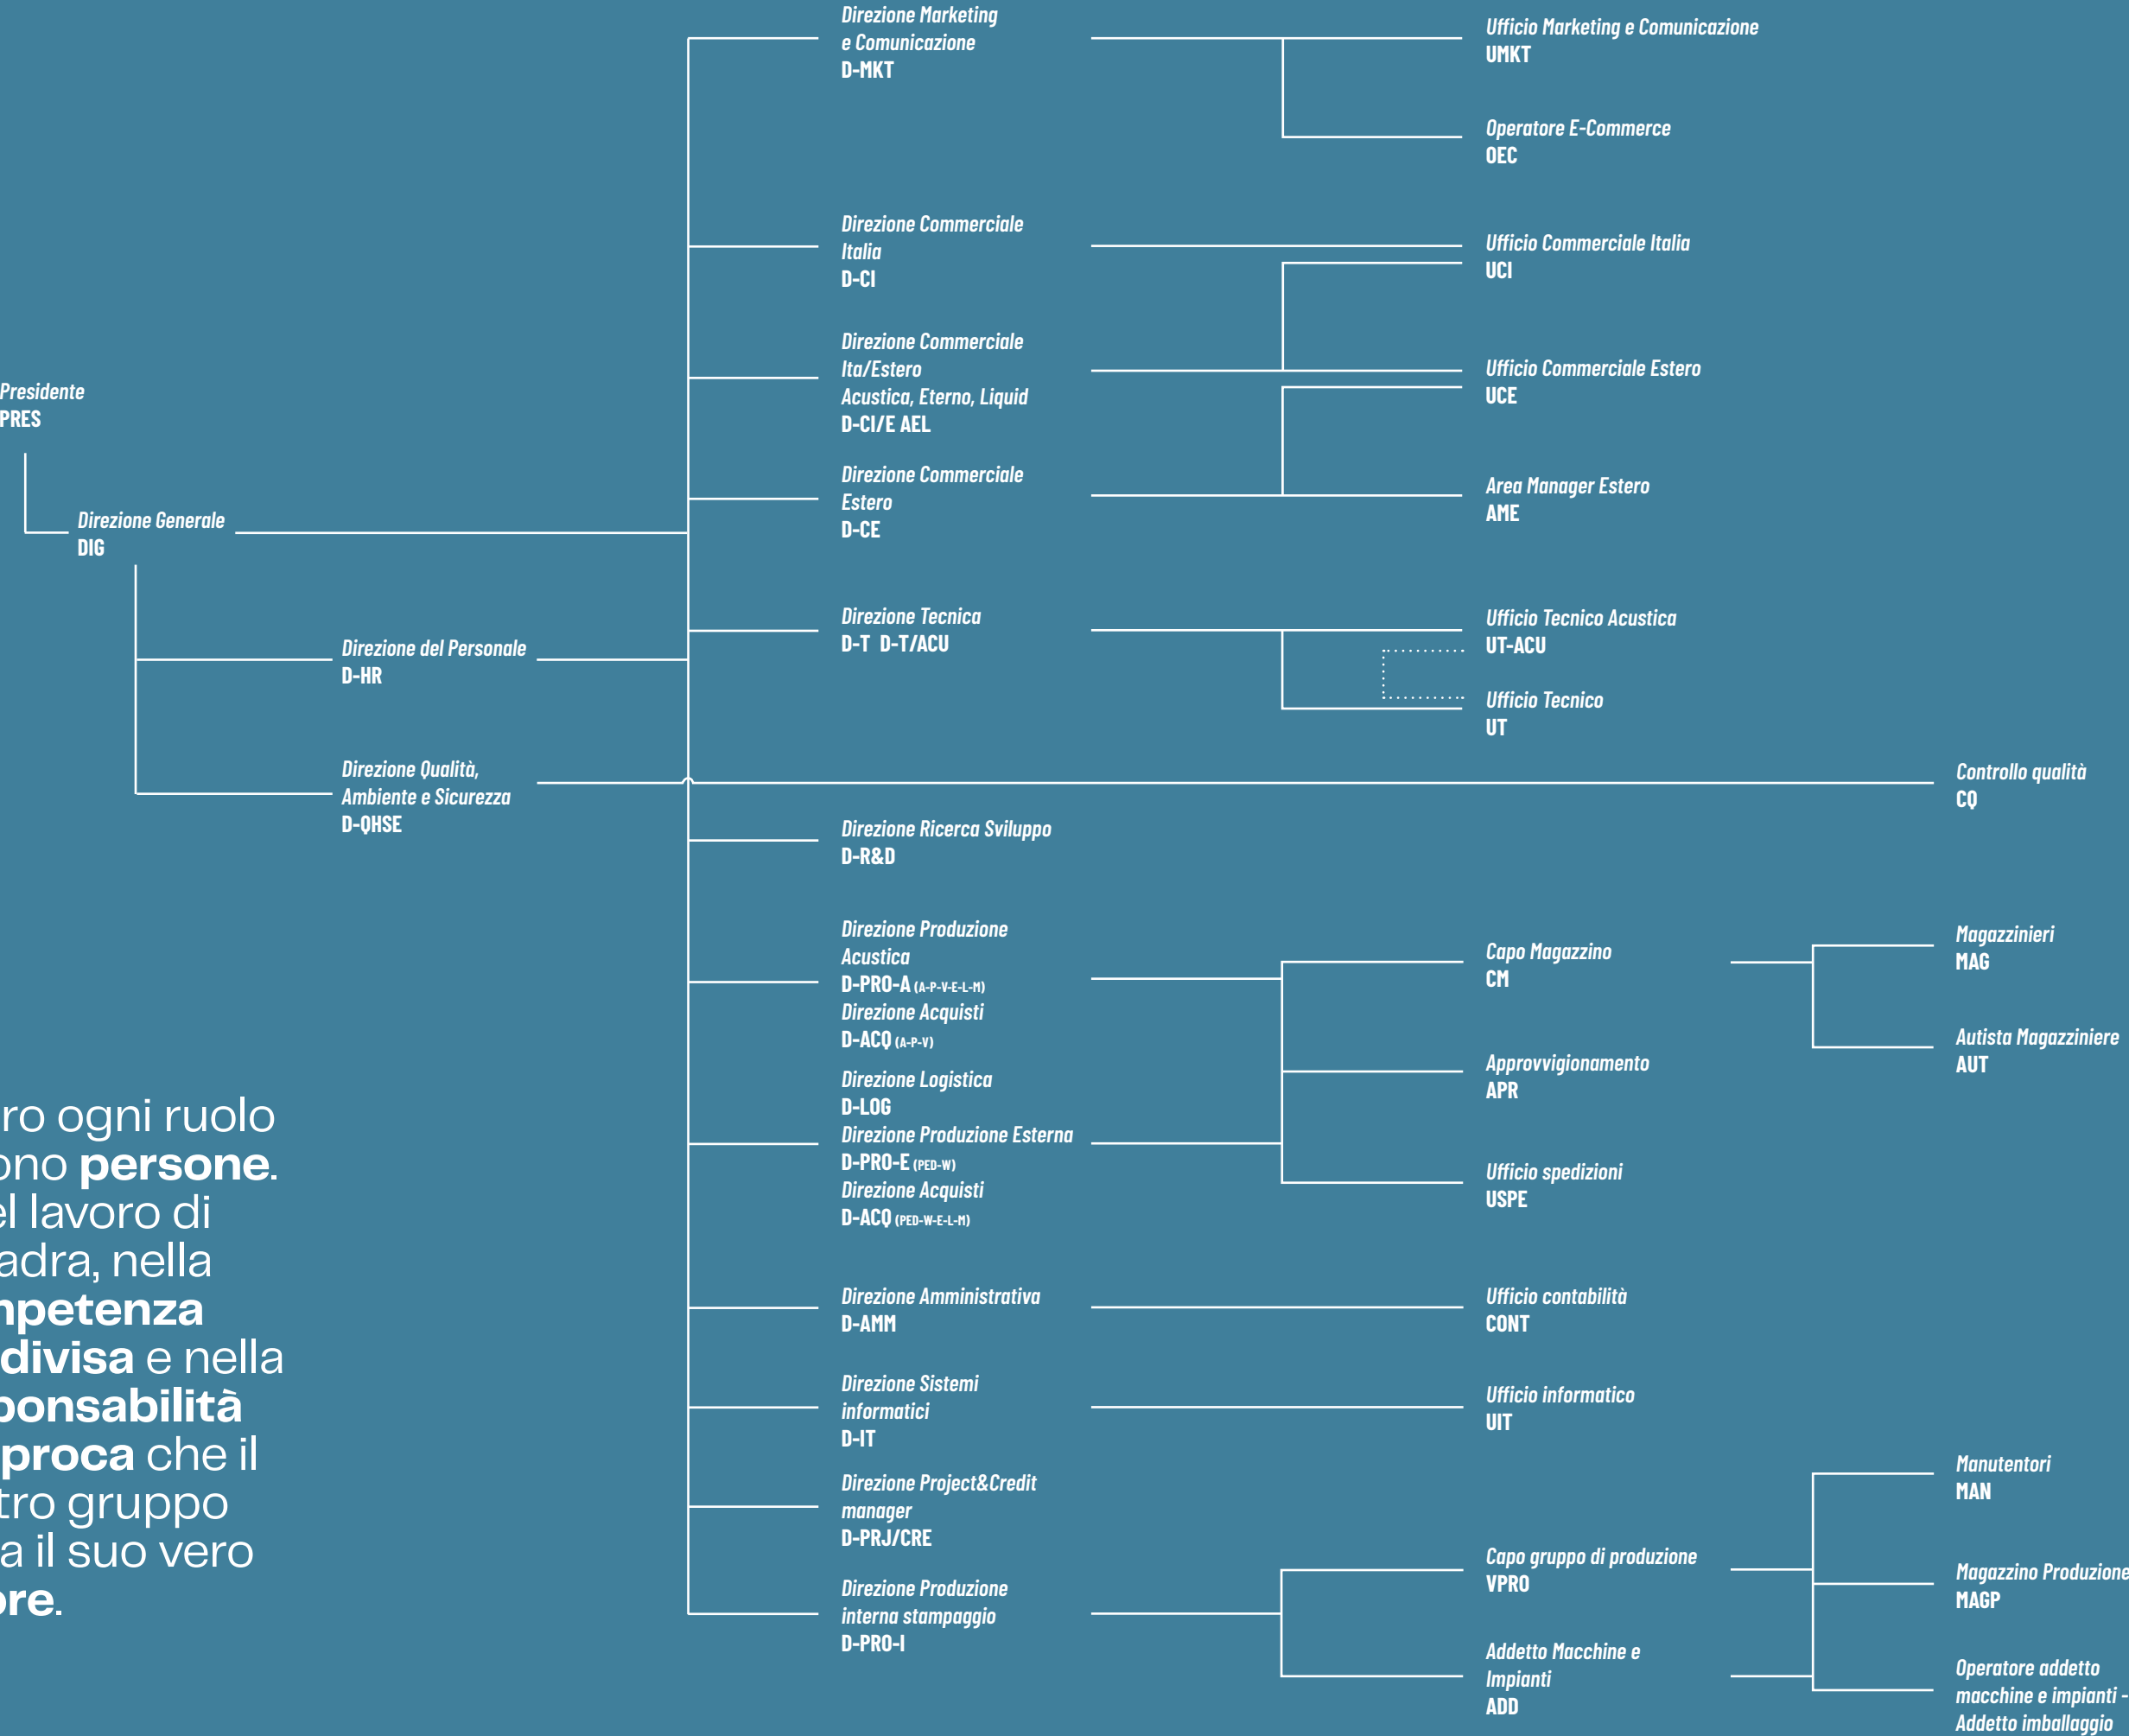 Presidente
PRES
Direzione Generale
DIG
Direzione del Personale
D-HR
Direzione Qualità,
Ambiente e Sicurezza
D-QHSE
Direzione Marketing
e Comunicazione
D-MKT
Direzione Commerciale
Italia
D-CI
Direzione Commerciale
Ita/Estero
Acustica, Eterno, Liquid
D-CI/E AEL
Direzione Commerciale
Estero
D-CE
Direzione Tecnica
D-T D-T/ACU
Direzione Ricerca Sviluppo
D-R&D
Direzione Produzione
Acustica
D-PRO-A (A-P-V-E-L-M)
Direzione Acquisti
D-ACQ (A-P-V)
Direzione Logistica
D-LOG
Direzione Produzione Esterna
D-PRO-E (PED-W)
Direzione Acquisti
D-ACQ (PED-W-E-L-M)
Direzione Amministrativa
D-AMM
Direzione Sistemi
informatici
D-IT
Direzione Project&Credit
manager
D-PRJ/CRE
Direzione Produzione
interna stampaggio
D-PRO-I
Ufficio Marketing e Comunicazione
UMKT
Operatore E-Commerce
OEC
Ufficio Commerciale Italia
UCI
Ufficio Commerciale Estero
UCE
Area Manager Estero
AME
Ufficio Tecnico Acustica
UT-ACU
Ufficio Tecnico
UT
Capo Magazzino
CM
Approvvigionamento
APR
Ufficio spedizioni
USPE
Ufficio contabilità
CONT
Ufficio informatico
UIT
Capo gruppo di produzione
VPRO
Addetto Macchine e
Impianti
ADD
Controllo qualità
CQ
Magazzinieri
MAG
Autista Magazziniere
AUT
Manutentori
MAN
Magazzino Produzione
MAGP
Operatore addetto
macchine e impianti -
Addetto imballaggio
ro ogni ruolo
ono persone.
el lavoro di
adra, nella
mpetenza
divisa e nella
ponsabilità
proca che il
tro gruppo
a il suo vero
ore.